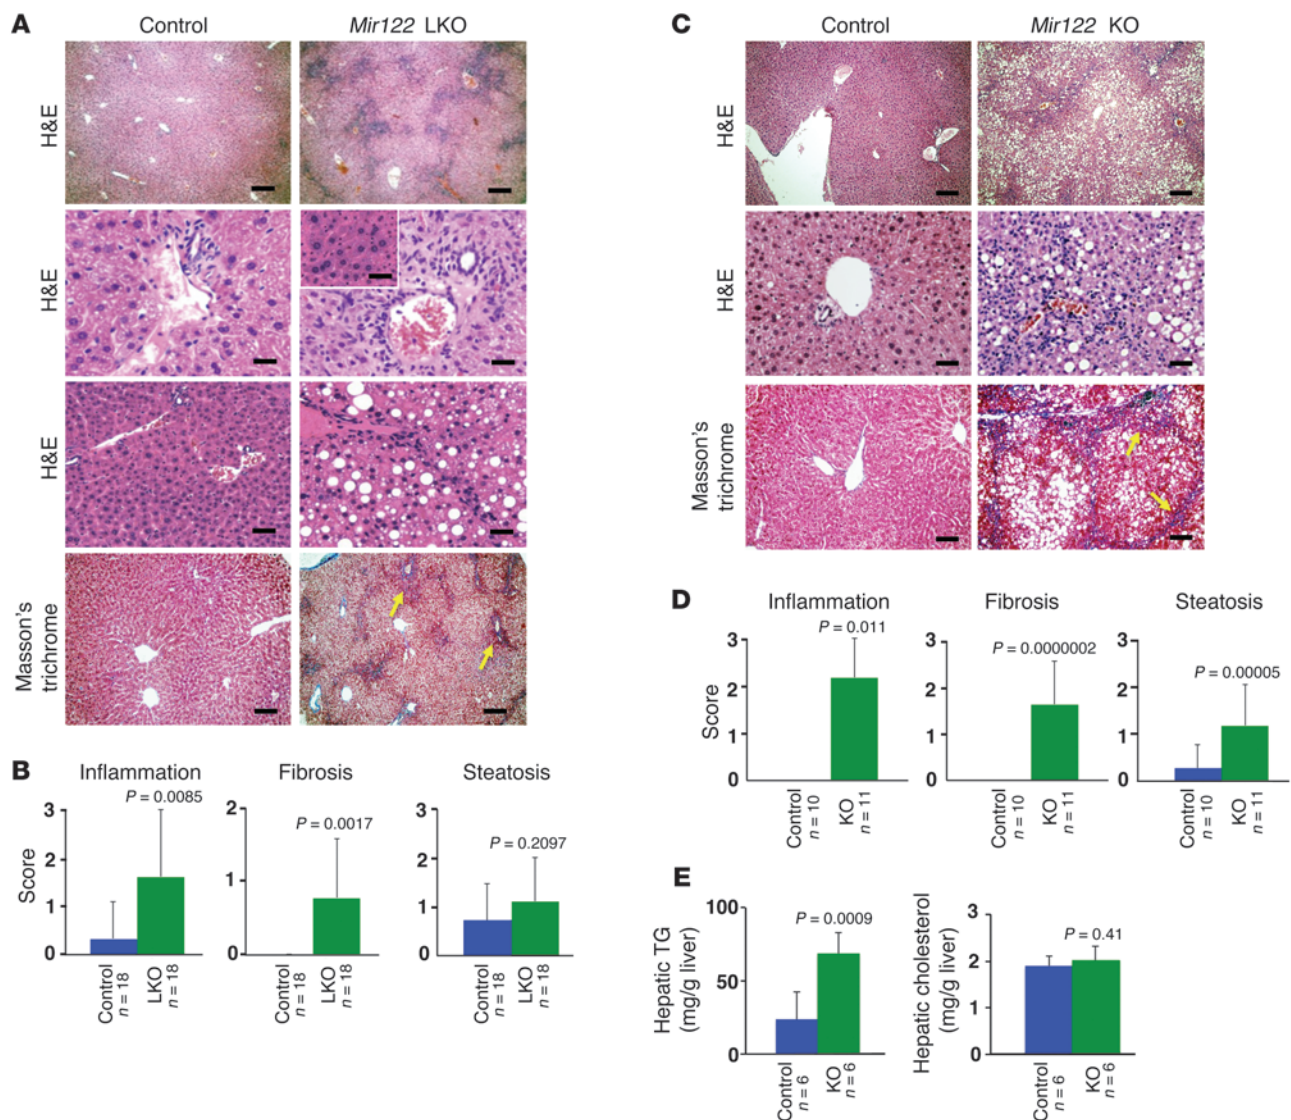 A
Control
Mir122 LKO
H&E
H&E
H&E
Masson's
trichrome
B
Inflammation
P = 0.0085
Score
3
2
1
0
Control
n = 18
LKO
n = 18
Fibrosis
P = 0.0017
2
1
0
Control
n = 18
LKO
n = 18
Steatosis
P = 0.2097
3
2
1
0
Control
n = 18
LKO
n = 18
C
Control
Mir122 KO
H&E
H&E
Masson's
trichrome
D
Inflammation
P = 0.011
Score
3
2
1
0
Control
n = 10
KO
n = 11
Fibrosis
P = 0.0000002
3
2
1
0
Control
n = 10
KO
n = 11
Steatosis
P = 0.00005
3
2
1
0
Control
n = 10
KO
n = 11
E
Hepatic TG
(mg/g liver)
100
50
0
P = 0.0009
Control
n = 6
KO
n = 6
Hepatic cholesterol
(mg/g liver)
3
2
1
0
P = 0.41
Control
n = 6
KO
n = 6